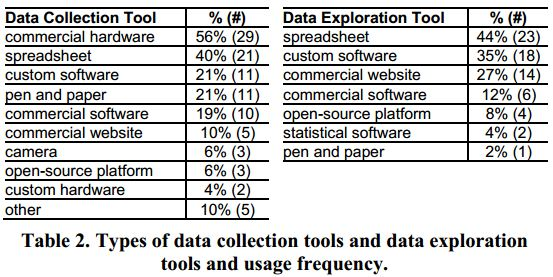 Data Collection Tool % (#)
commercial hardware 56% (29)
spreadsheet 40% (21)
custom software 21% (11)
pen and paper 21% (11)
commercial software 19% (10)
commercial website 10% (5)
camera 6% (3)
open-source platform 6% (3)
custom hardware 4% (2)
other 10% (5)
Data Exploration Tool % (#)
spreadsheet 44% (23)
custom software 35% (18)
commercial website 27% (14)
commercial software 12% (6)
open-source platform 8% (4)
statistical software 4% (2)
pen and paper 2% (1)
Table 2. Types of data collection tools and data exploration
tools and usage frequency.